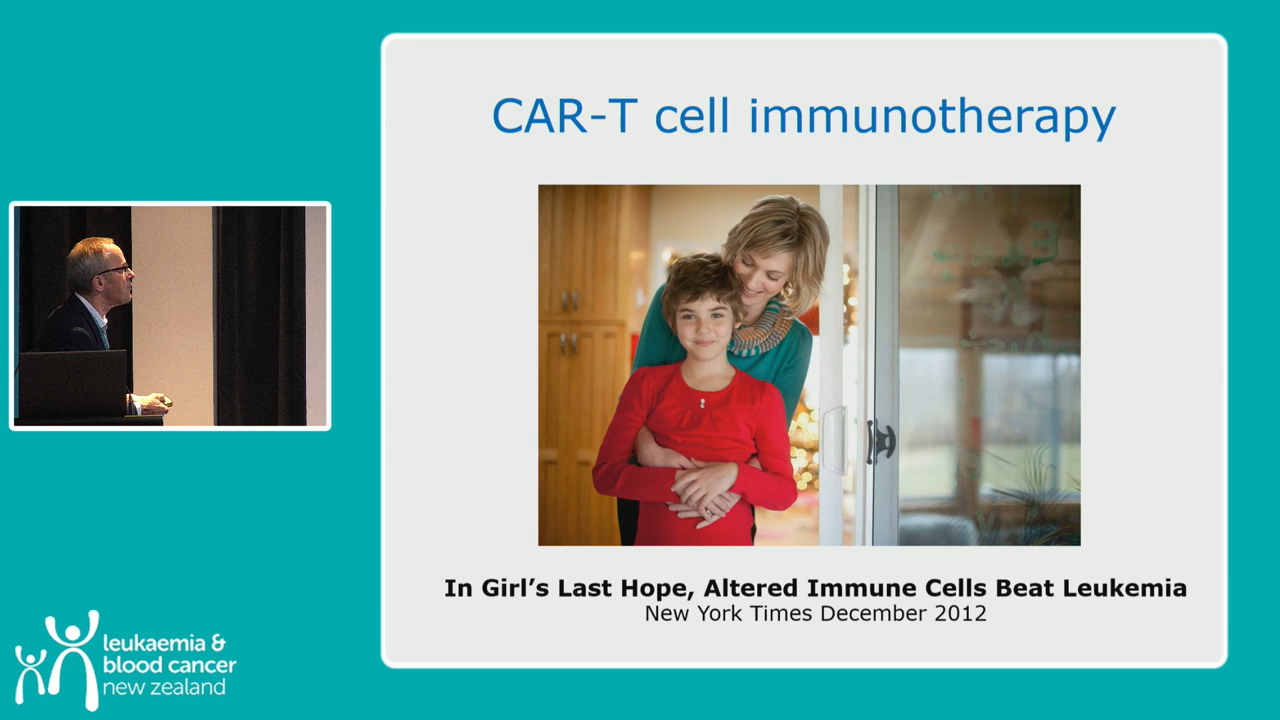 CAR-T cell immunotherapy
In Girl’s Last Hope, Altered Immune Cells Beat Leukemia
New York Times December 2012
leukaemia &
blood cancer
new zealand